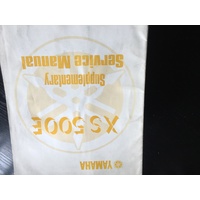 YAMAHA
XS500E
Supplementary
Service Manual